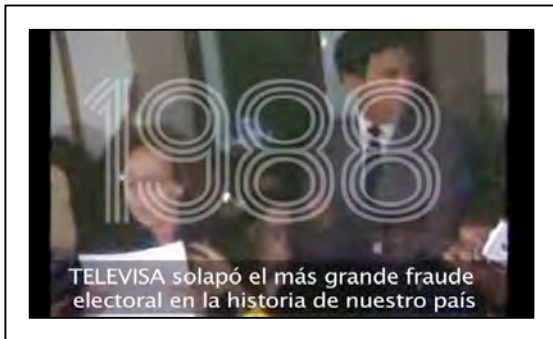 1988
TELEVISA solapó el más grande fraude
electoral en la historia de nuestro país